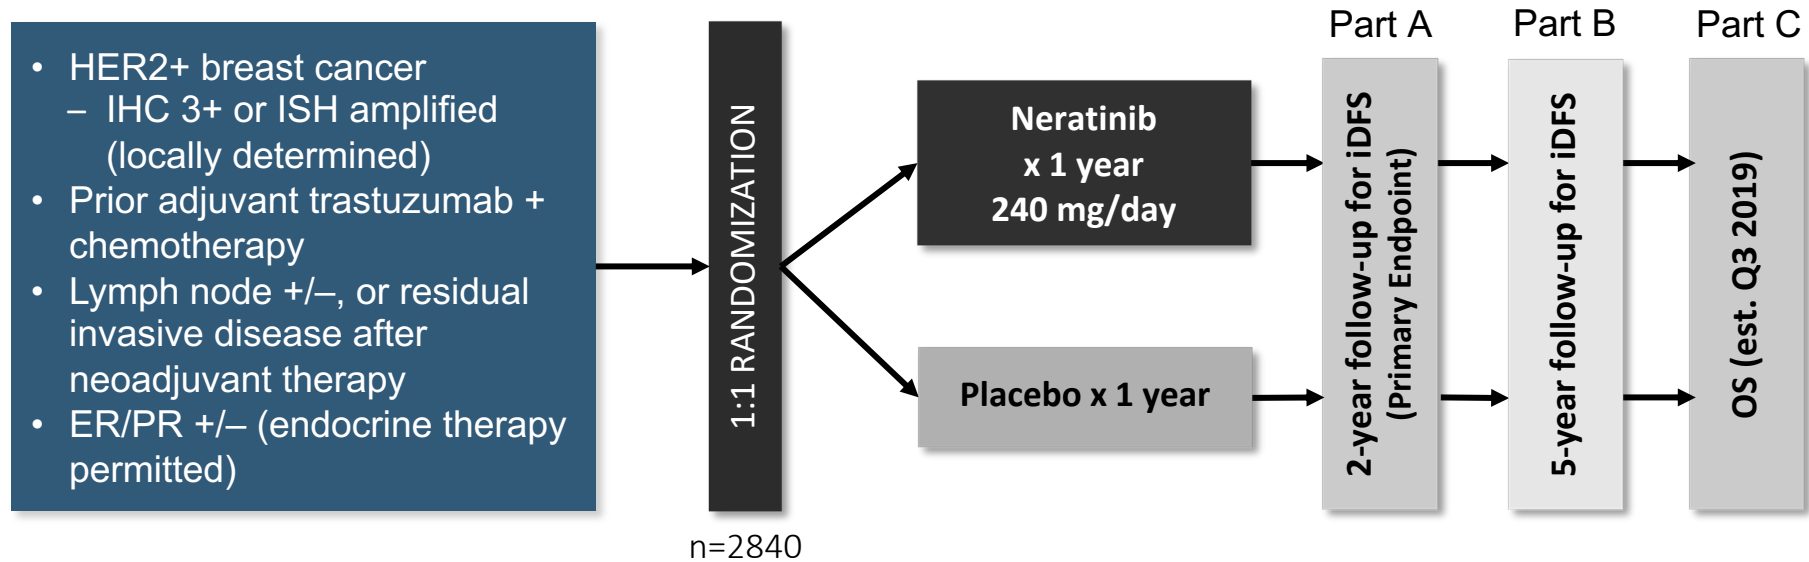 • HER2+ breast cancer
– IHC 3+ or ISH amplified
(locally determined)
• Prior adjuvant trastuzumab +
chemotherapy
• Lymph node +/–, or residual
invasive disease after
neoadjuvant therapy
• ER/PR +/– (endocrine therapy
permitted)
1:1 RANDOMIZATION
n=2840
Neratinib
x 1 year
240 mg/day
Placebo x 1 year
Part A
2-year follow-up for iDFS
(Primary Endpoint)
Part B
5-year follow-up for iDFS
Part C
OS (est. Q3 2019)